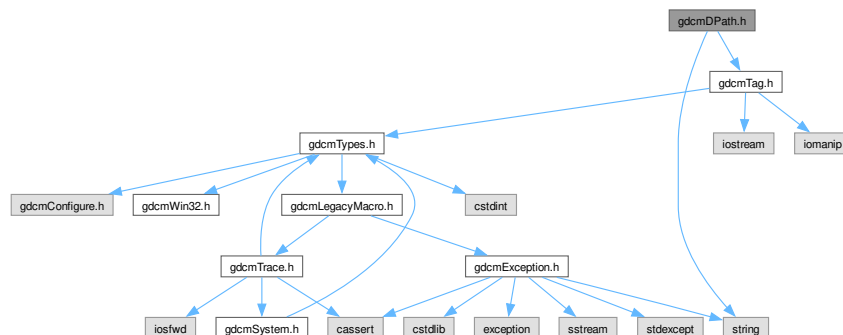 gdcmDPath.h
gdcmTag.h
gdcmTypes.h
iostream
iomanip
gdcmConfigure.h
gdcmWin32.h
gdcmLegacyMacro.h
cstdint
gdcmTrace.h
gdcmException.h
iosfwd
gdcmSystem.h
cassert
cstdlib
exception
sstream
stdexcept
string